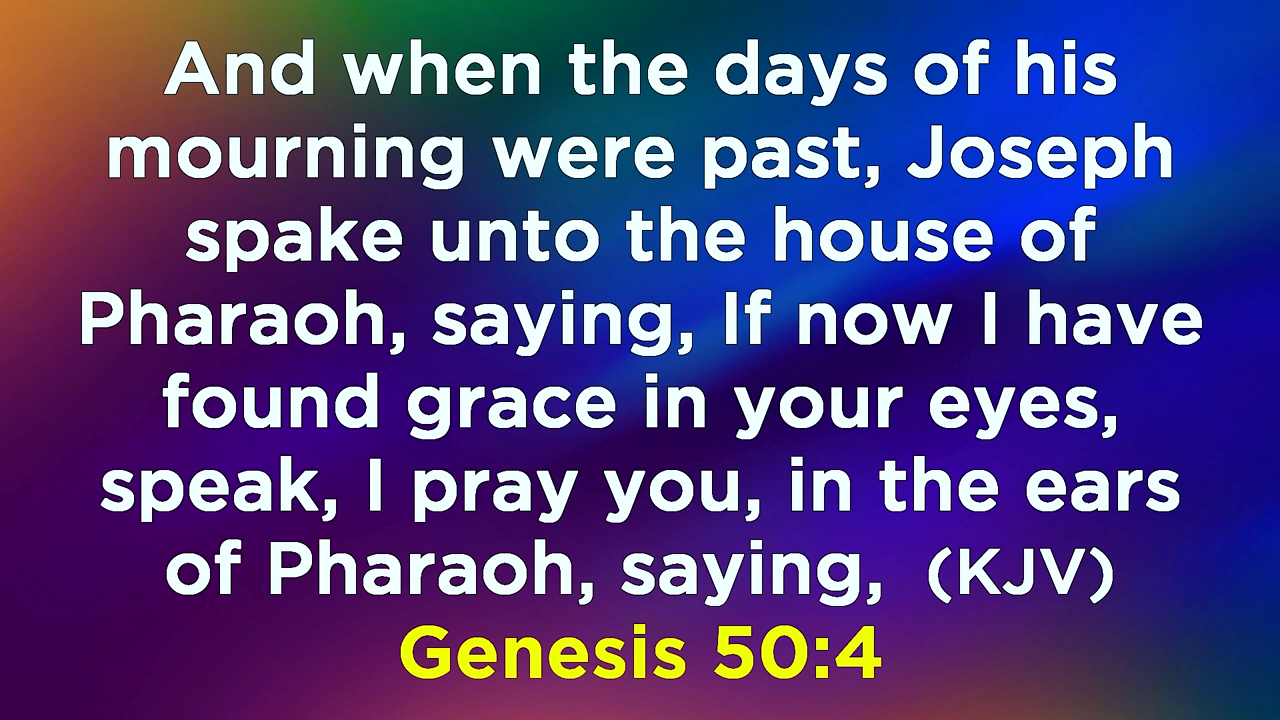 And when the days of his
mourning were past, Joseph
spake unto the house of
Pharaoh, saying, If now I have
found grace in your eyes,
speak, I pray you, in the ears
of Pharaoh, saying, (KJV)
Genesis 50:4